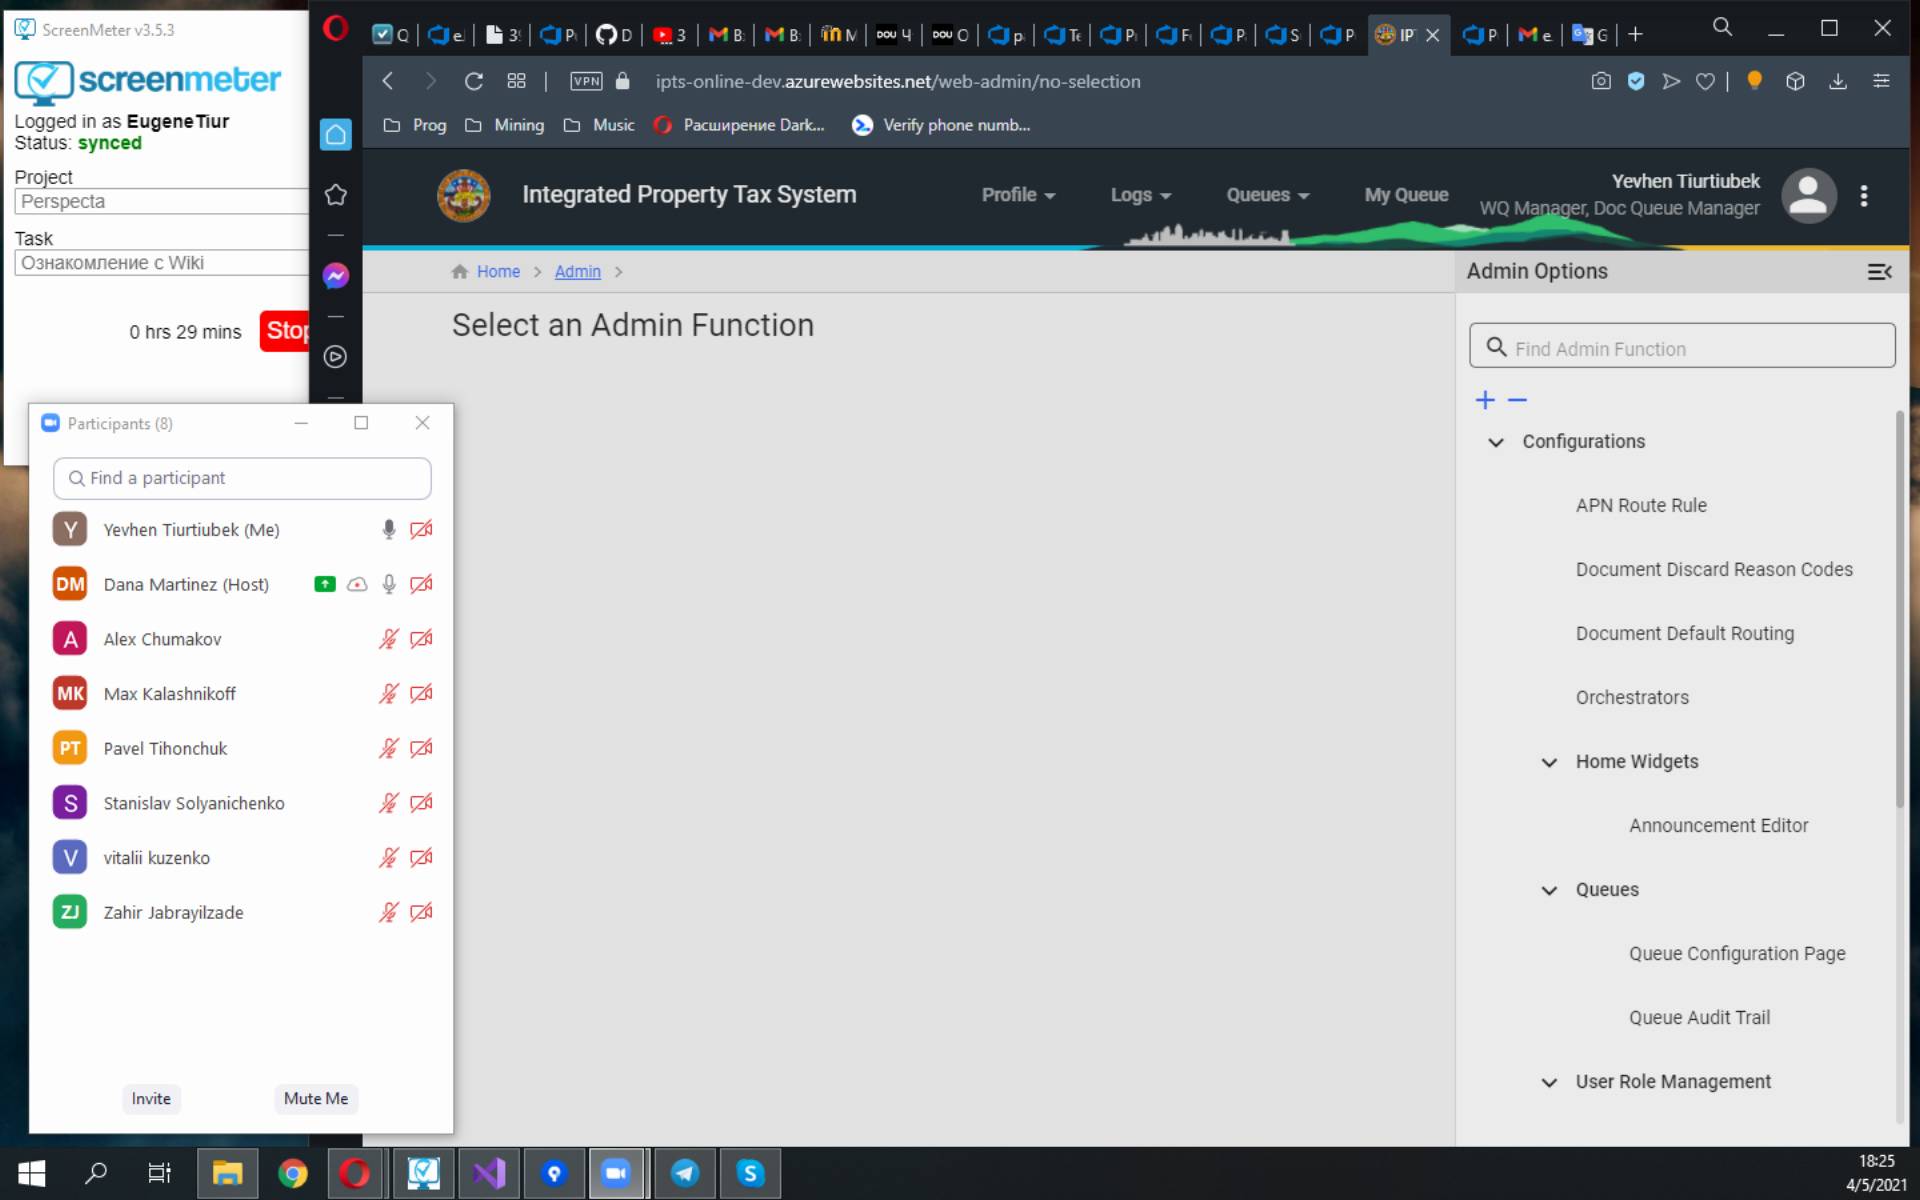 ScreenMeter v3.5.3
screenmeter
Logged in as EugeneTiur
Status: synced
Project
Perspecta
Task
Ознакомление с Wiki
0 hrs 29 mins
Stop
Participants (8)
Find a participant
Y Yevhen Tiurtiubek (Me)
DM Dana Martinez (Host)
A Alex Chumakov
MK Max Kalashnikoff
PT Pavel Tihonchuk
S Stanislav Solyanichenko
V vitalii kuzenko
ZJ Zahir Jabrayilzade
Invite
Mute Me
VPN
ipts-online-dev.azurewebsites.net/web-admin/no-selection
Prog
Mining
Music
Расширение Dark...
Verify phone numb...
Integrated Property Tax System
Profile
Logs
Queues
My Queue
Yevhen Tiurtiubek
WQ Manager, Doc Queue Manager
Home > Admin >
Select an Admin Function
Admin Options
Find Admin Function
Configurations
APN Route Rule
Document Discard Reason Codes
Document Default Routing
Orchestrators
Home Widgets
Announcement Editor
Queues
Queue Configuration Page
Queue Audit Trail
User Role Management
18:25
4/5/2021